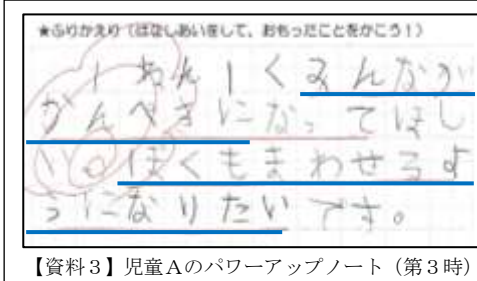 ★ふりかえり（はなしあいをして、おもったことをかこう！）
1ねん1くみんなが
かんぺきになってほし
い。ぼくもまわせるよ
うになりたいです。
【資料３】児童Ａのパワーアップノート（第３時）